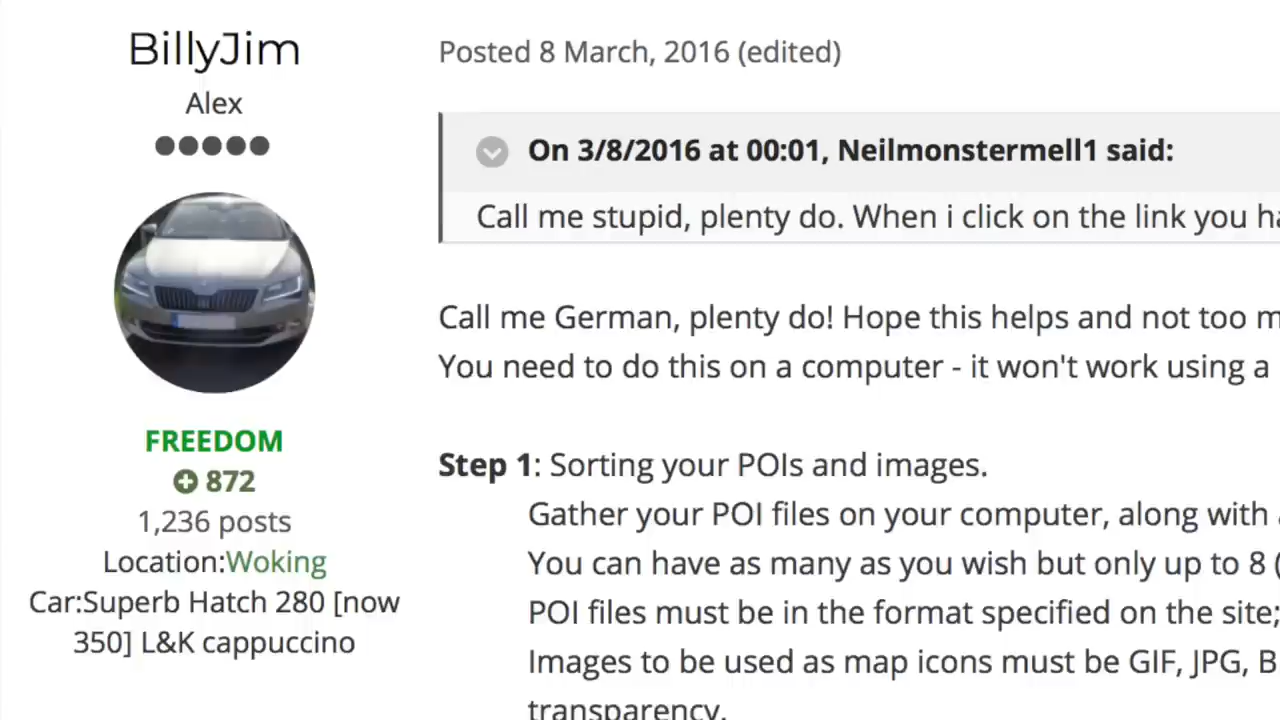 BillyJim
Alex
FREEDOM
872
1,236 posts
Location:Woking
Car:Superb Hatch 280 [now
350] L&K cappuccino
Posted 8 March, 2016 (edited)
On 3/8/2016 at 00:01, Neilmonstermell1 said:
Call me stupid, plenty do. When i click on the link you ha
Call me German, plenty do! Hope this helps and not too m
You need to do this on a computer - it won't work using a
Step 1: Sorting your POIs and images.
Gather your POI files on your computer, along with a
You can have as many as you wish but only up to 8 (
POI files must be in the format specified on the site;
Images to be used as map icons must be GIF, JPG, B
transparency.